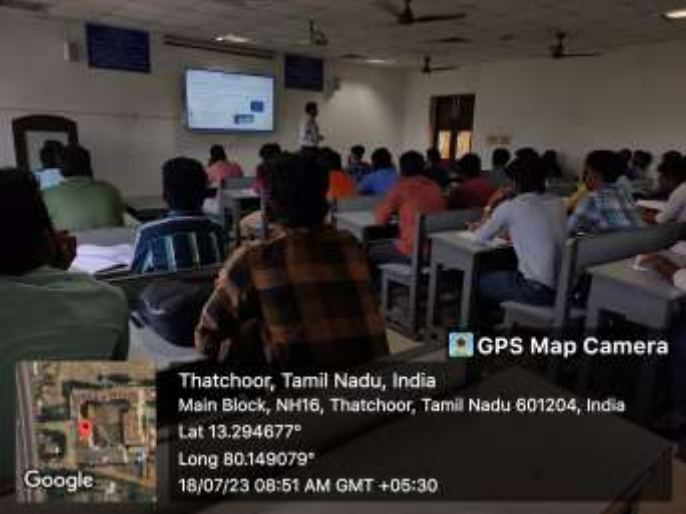 GPS Map Camera
Thatchoor, Tamil Nadu, India
Main Block, NH16, Thatchoor, Tamil Nadu 601204, India
Lat 13.294677°
Long 80.149079°
18/07/23 08:51 AM GMT +05:30
Google